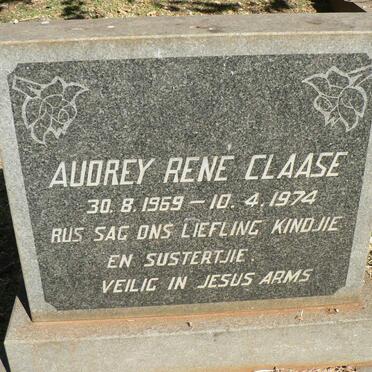 AUDREY RENE CLAASE
30.8.1969 – 10.4.1974
RUS SAG ONS LIEFLING KINDJIE
EN SUSTERTJIE.
VEILIG IN JESUS ARMS